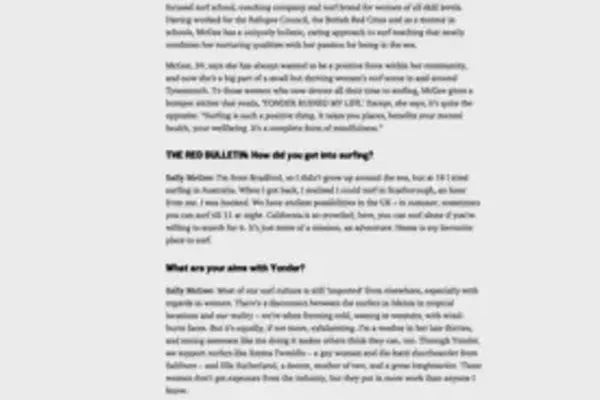 focused surf school, coaching company and surf brand for women of all skill levels.
Having worked for the Refugee Council, the British Red Cross and as a mentor in
schools, McGee has a uniquely holistic, caring approach to surf teaching that neatly
combines her nurturing qualities with her passion for being in the sea.
McGee, 39, says she has always wanted to be a positive force within her community,
and now she's a big part of a small but thriving women's surf scene in and around
Tynemouth. To those women who now devote all their time to surfing, McGee gives a
bumper sticker that reads, 'YONDER RUINED MY LIFE.' Except, she says, it's quite the
opposite. "Surfing is such a positive thing. It takes you places, benefits your mental
health, your wellbeing. It's a complete form of mindfulness."
THE RED BULLETIN: How did you get into surfing?
Sally McGee: I'm from Bradford, so I didn't grow up around the sea, but at 18 I tried
surfing in Australia. When I got back, I realised I could surf in Scarborough, an hour
from me. I was hooked. We have endless possibilities in the UK – in summer, sometimes
you can surf till 11 at night. California is so crowded; here, you can surf alone if you're
willing to search for it. It's just more of a mission, an adventure. Home is my favourite
place to surf.
What are your aims with Yonder?
Sally McGee: Most of our surf culture is still 'imported' from elsewhere, especially with
regards to women. There's a disconnect between the surfers in bikinis in tropical
locations and our reality – we're often freezing cold, wearing in wetsuits, with wind-
burnt faces. But it's equally, if not more, exhilarating. I'm a mother in her late thirties,
and seeing someone like me doing it makes others think they can, too. Through Yonder,
we support surfers like Emma Tweddle – a gay woman and die-hard shortboarder from
Saltburn – and Elle Sutherland, a doctor, mother of two, and a great longboarder. These
women don't get exposure from the industry, but they put in more work than anyone I
know.